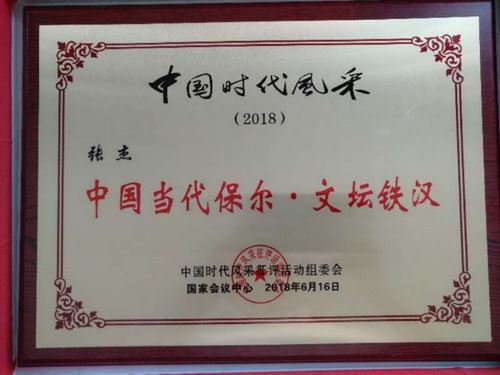 中国时代风采
(2018)
张杰
中国当代保尔·文坛铁汉
中国时代风采征评活动组委会
国家会议中心 2018年6月16日